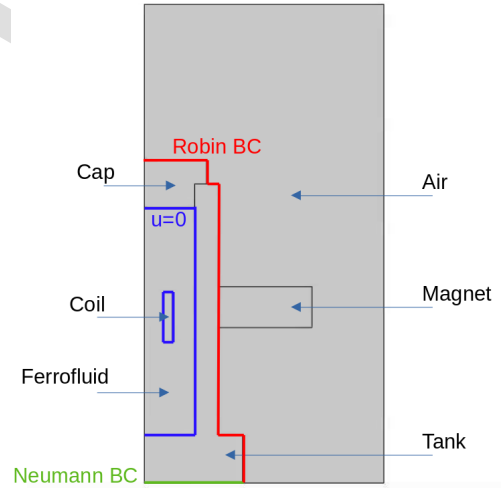 Robin BC
Cap
Air
u=0
Coil
Magnet
Ferrofluid
Tank
Neumann BC